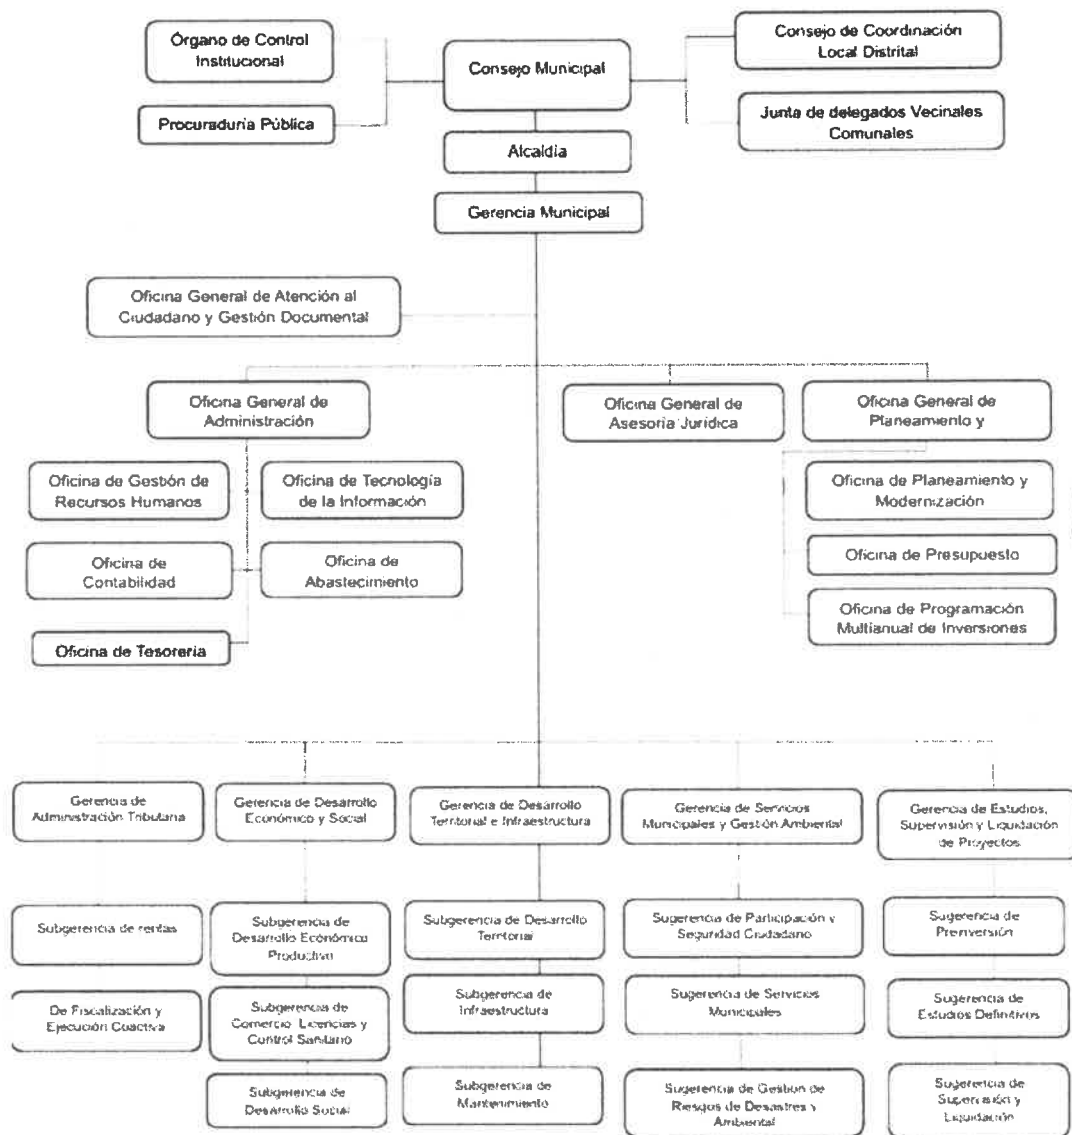 Órgano de Control
Institucional
Procuraduría Pública
Consejo Municipal
Consejo de Coordinación
Local Distrital
Junta de delegados Vecinales
Comunales
Alcaldía
Gerencia Municipal
Oficina General de Atención al
Ciudadano y Gestión Documental
Oficina General de
Administración
Oficina General de
Asesoría Jurídica
Oficina General de
Planeamiento y
Oficina de Gestión de
Recursos Humanos
Oficina de Tecnología
de la Información
Oficina de
Contabilidad
Oficina de
Abastecimiento
Oficina de Tesorería
Oficina de Planeamiento y
Modernización
Oficina de Presupuesto
Oficina de Programación
Multianual de Inversiones
Gerencia de
Administración Tributaria
Gerencia de Desarrollo
Económico y Social
Gerencia de Desarrollo
Territorial e Infraestructura
Gerencia de Servicios
Municipales y Gestión Ambiental
Gerencia de Estudios,
Supervisión y Liquidación
de Proyectos
Subgerencia de rentas
De Fiscalización y
Ejecución Coactiva
Subgerencia de
Desarrollo Económico
Productivo
Subgerencia de
Comercio, Licencias y
Control Sanitario
Subgerencia de
Desarrollo Social
Subgerencia de Desarrollo
Territorial
Subgerencia de
Infraestructura
Subgerencia de
Mantenimiento
Sugerencia de Participación y
Seguridad Ciudadano
Sugerencia de Servicios
Municipales
Sugerencia de Gestión de
Riesgos de Desastres y
Ambiental
Sugerencia de
Preinversión
Sugerencia de
Estudios Definitivos
Sugerencia de
Supervisión y
Liquidación